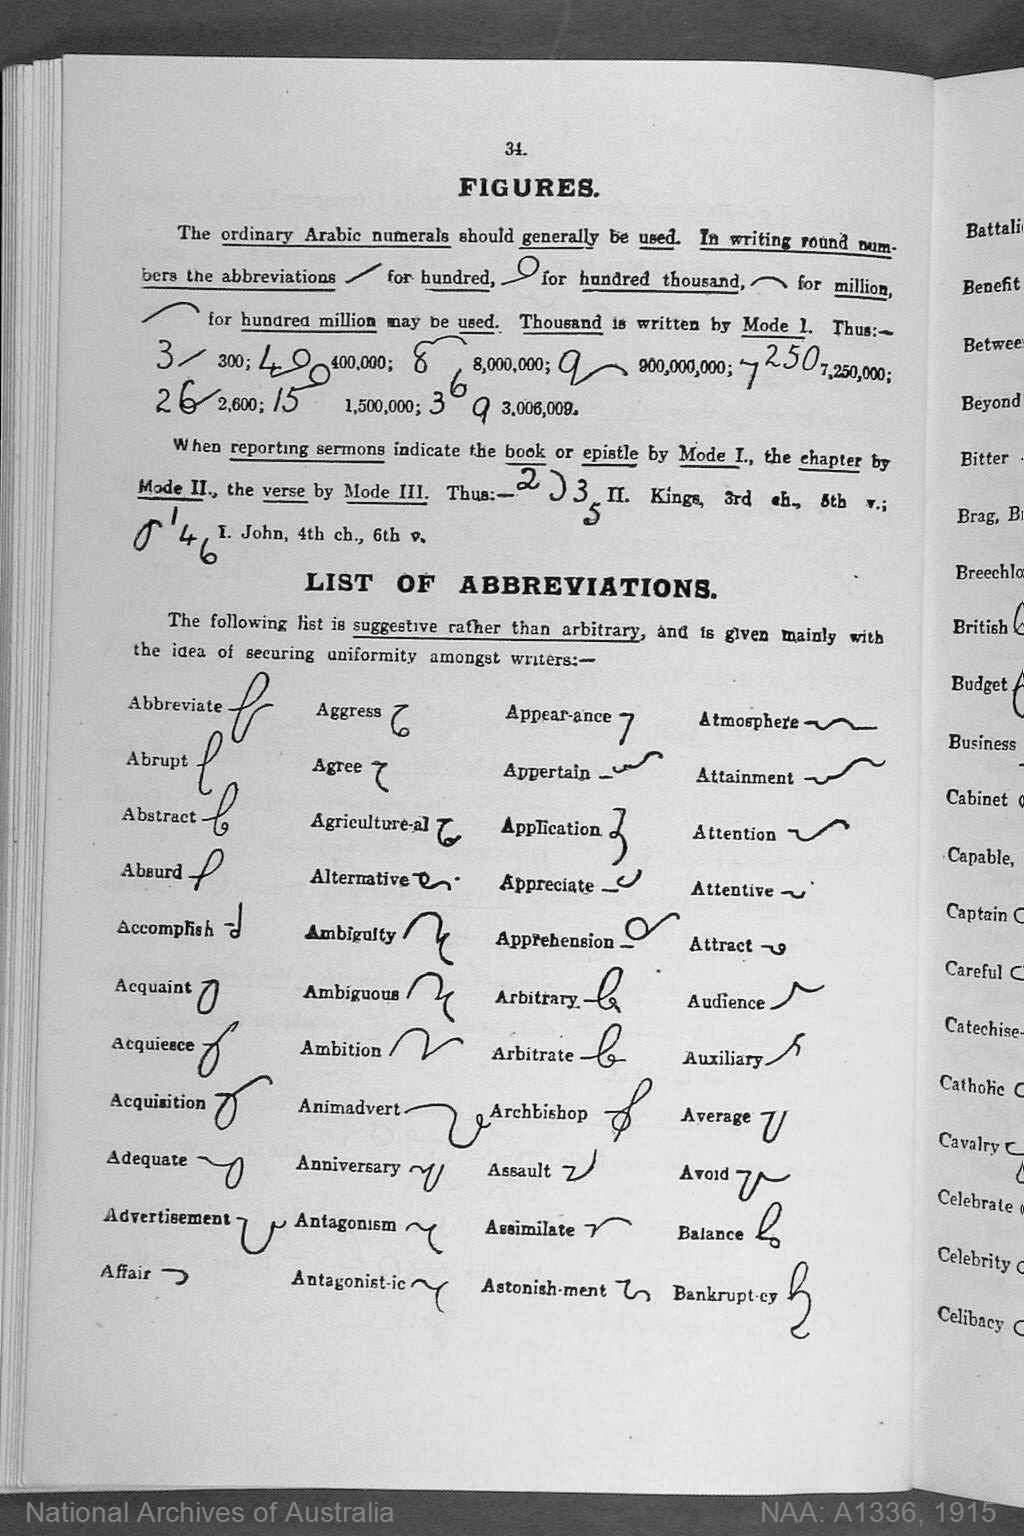 34.
FIGURES.
The ordinary Arabic numerals should generally be used. In writing round num-
bers the abbreviations for hundred, for hundred thousand, for million,
for hundred million may be used. Thousand is written by Mode I. Thus:—
3 300; 4 400,000; 8 8,000,000; 9 900,000,000; 7 250 7,250,000;
26 2,600; 15 1,500,000; 3 6 9 3,006,009.
When reporting sermons indicate the book or epistle by Mode I., the chapter by
Mode II., the verse by Mode III. Thus:— 2 3 5 II. Kings, 3rd ch., 5th v.;
1 4 6 I. John, 4th ch., 6th v.
LIST OF ABBREVIATIONS.
The following list is suggestive rather than arbitrary, and is given mainly with
the idea of securing uniformity amongst writers:—
Abbreviate Aggress Appear-ance Atmosphere
Abrupt Agree Appertain Attainment
Abstract Agriculture-al Application Attention
Absurd Alternative Appreciate Attentive
Accomplish Ambiguity Apprehension Attract
Acquaint Ambiguous Arbitrary Audience
Acquiesce Ambition Arbitrate Auxiliary
Acquisition Animadvert Archbishop Average
Adequate Anniversary Assault Avoid
Advertisement Antagonism Assimilate Balance
Affair Antagonist-ic Astonish-ment Bankrupt-cy
Battali
Benefit
Betwee
Beyond
Bitter
Brag, B
Breechlo
British
Budget
Business
Cabinet
Capable,
Captain
Careful
Catechise-
Catholic
Cavalry
Celebrate
Celebrity
Celibacy
National Archives of Australia NAA: A1336, 1915